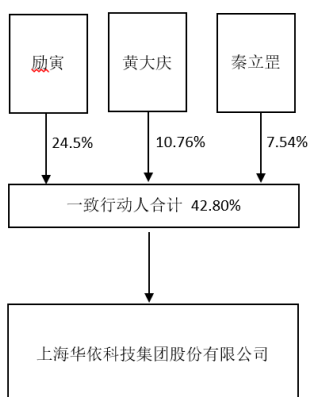 励寅 黄大庆 秦立罡
24.5% 10.76% 7.54%
一致行动人合计 42.80%
上海华依科技集团股份有限公司